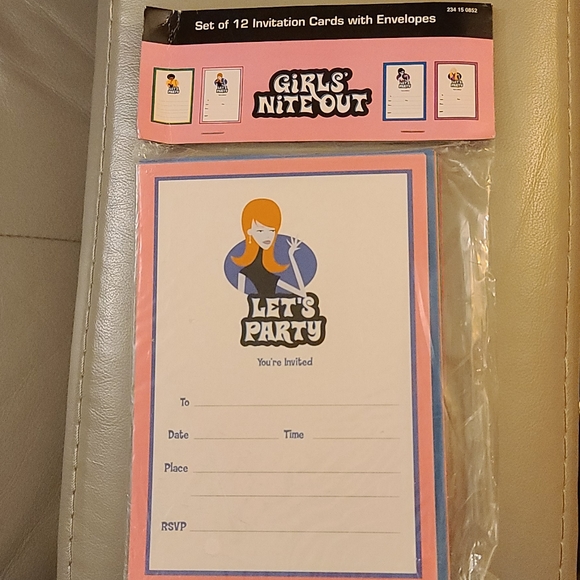 234 15 0852
Set of 12 Invitation Cards with Envelopes
GIRLS'
NITE OUT
LET'S
PARTY
You're Invited
To
Date Time
Place
RSVP